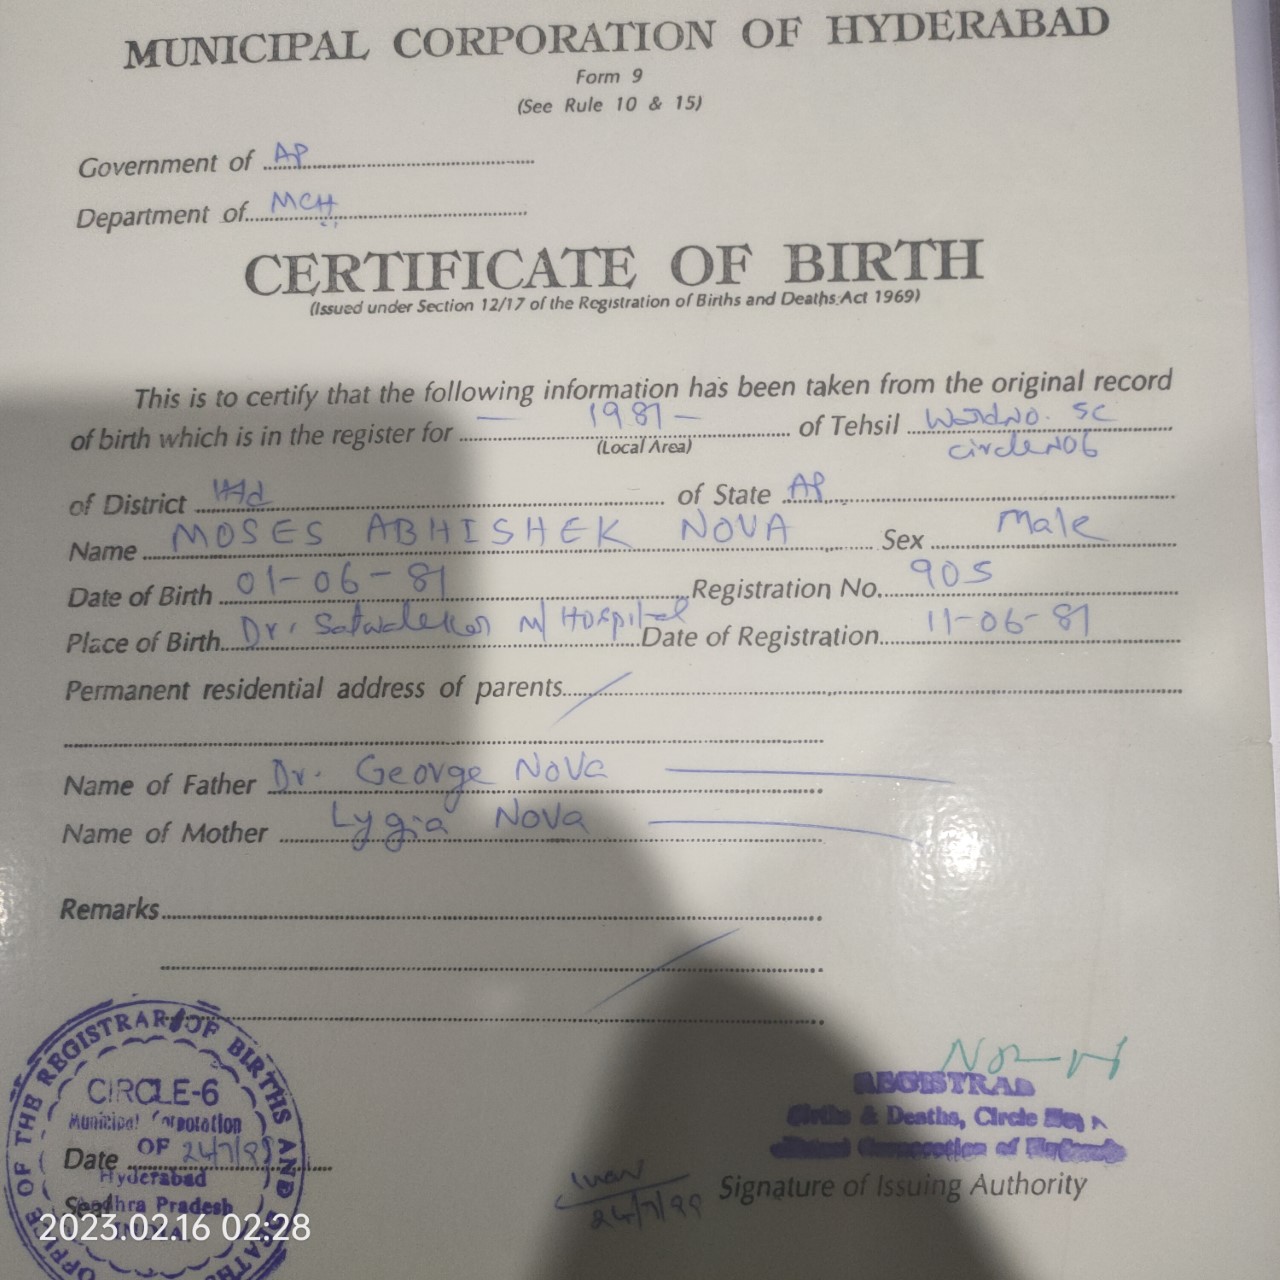 MUNICIPAL CORPORATION OF HYDERABAD
Form 9
(See Rule 10 & 15)
Government of AP
Department of MCH
CERTIFICATE OF BIRTH
(Issued under Section 12/17 of the Registration of Births and Deaths Act 1969)
This is to certify that the following information has been taken from the original record
of birth which is in the register for — 1981 — of Tehsil Ward No. 5C
(Local Area) circle No 6
of District Hd of State AP
Name MOSES ABHISHEK NOVA Sex Male
Date of Birth 01-06-81 Registration No. 905
Place of Birth Dr. Satwalekar M/ Hospital Date of Registration 11-06-81
Permanent residential address of parents
Name of Father Dr. George Nova
Name of Mother Lygia Nova
Remarks
OFFICE OF THE REGISTRAR OF BIRTHS AND DEATHS
CIRCLE-6
Municipal Corporation
OF
Hyderabad
Andhra Pradesh
Date 24/7/99
Seal
REGISTRAR
Births & Deaths, Circle
Corporation of
24/7/99
Signature of Issuing Authority
2023.02.16 02:28